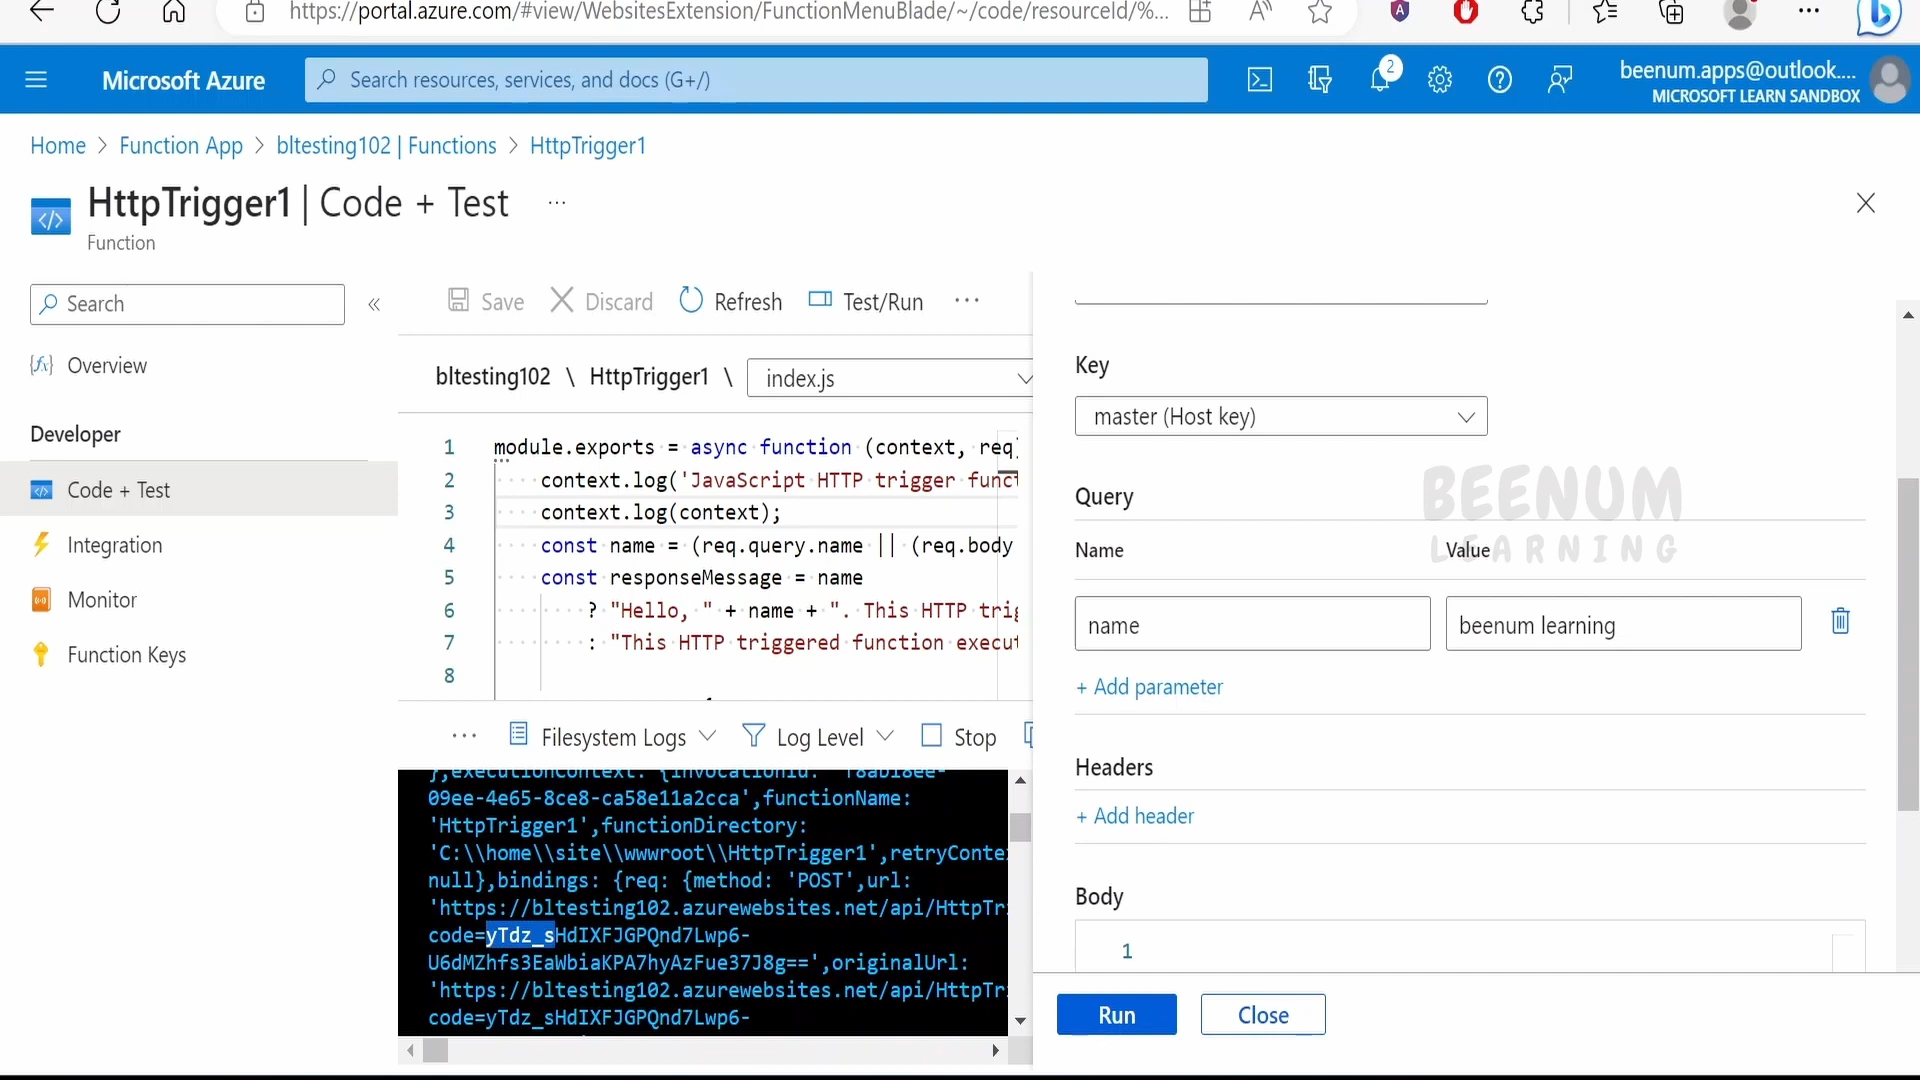 https://portal.azure.com/#view/WebsitesExtension/FunctionMenuBlade/~/code/resourceId/%...
Microsoft Azure
Search resources, services, and docs (G+/)
2
beenum.apps@outlook....
MICROSOFT LEARN SANDBOX
Home > Function App > bltesting102 | Functions > HttpTrigger1
HttpTrigger1 | Code + Test ...
Function
Search
Overview
Developer
Code + Test
Integration
Monitor
Function Keys
Save Discard Refresh Test/Run ...
bltesting102 \ HttpTrigger1 \ index.js
1 module.exports = async function (context, req)
2 context.log('JavaScript HTTP trigger funct
3 context.log(context);
4 const name = (req.query.name || (req.body
5 const responseMessage = name
6 ? "Hello, " + name + ". This HTTP trig
7 : "This HTTP triggered function execut
8
... Filesystem Logs Log Level Stop
},executionContext: {invocationId: 'f8ab18ee-
09ee-4e65-8ce8-ca58e11a2cca',functionName:
'HttpTrigger1',functionDirectory:
'C:\\home\\site\\wwwroot\\HttpTrigger1',retryConte
null},bindings: {req: {method: 'POST',url:
'https://bltesting102.azurewebsites.net/api/HttpTr
code=yTdz_sHdIXFJGPQnd7Lwp6-
U6dMZhfs3EaWbiaKPA7hyAzFue37J8g==',originalUrl:
'https://bltesting102.azurewebsites.net/api/HttpTr
code=yTdz_sHdIXFJGPQnd7Lwp6-
Key
master (Host key)
Query
BEENUM
LEARNING
Name Value
name beenum learning
+ Add parameter
Headers
+ Add header
Body
1
Run Close